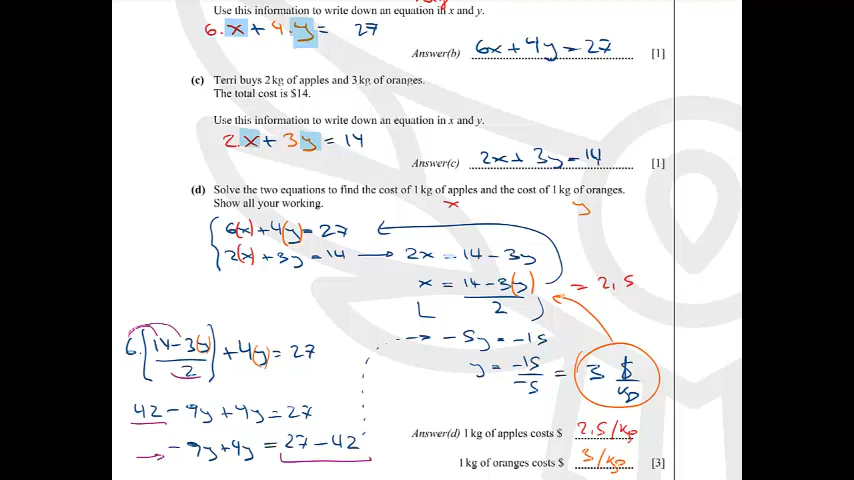 Use this information to write down an equation in x and y.
6.x + 4.y = 27
Answer(b) 6x + 4y = 27 [1]
(c) Terri buys 2 kg of apples and 3 kg of oranges.
The total cost is $14.
Use this information to write down an equation in x and y.
2.x + 3y = 14
Answer(c) 2x + 3y = 14 [1]
(d) Solve the two equations to find the cost of 1 kg of apples and the cost of 1 kg of oranges.
Show all your working. x y
6(x) + 4(y) = 27
2(x) + 3y = 14 → 2x = 14 - 3y
x = 14 - 3(y) / 2 = 2,5
6.[14 - 3(y) / 2] + 4(y) = 27
→ -5y = -15
y = -15 / -5 = 3 $ / kg
42 - 9y + 4y = 27
→ -9y + 4y = 27 - 42
Answer(d) 1 kg of apples costs $ 2,5/kg
1 kg of oranges costs $ 3/kg [3]